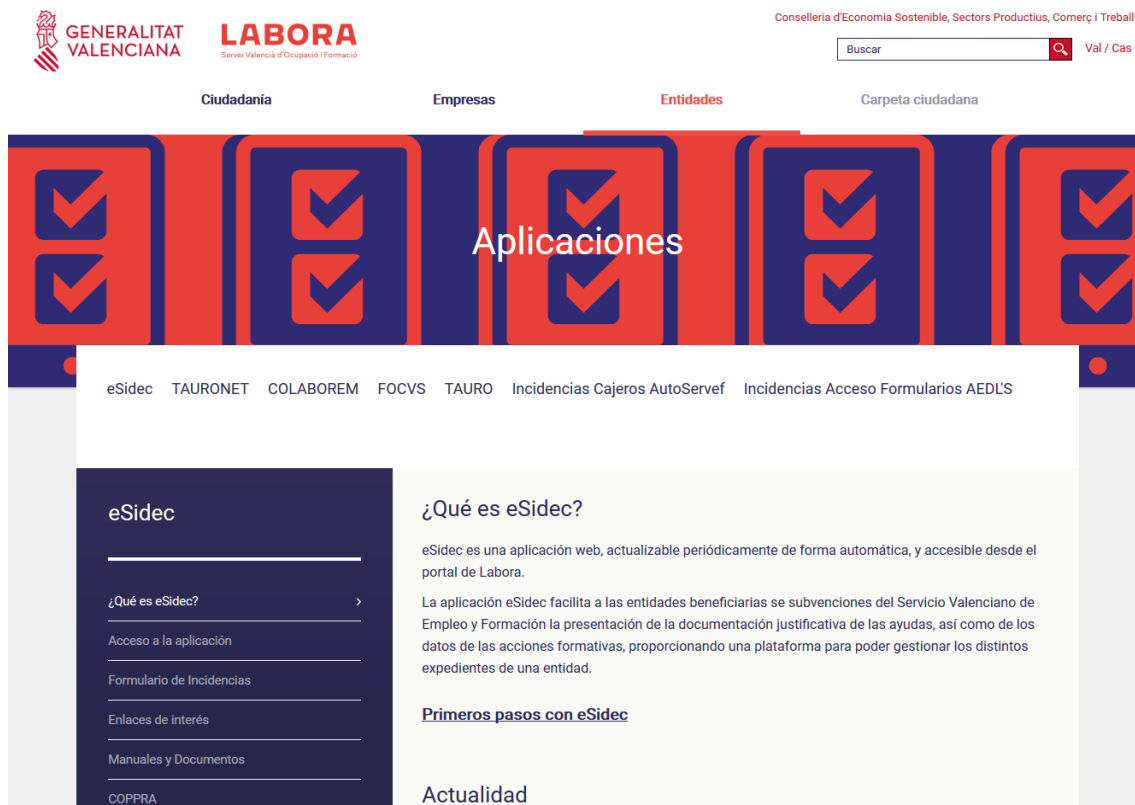 GENERALITAT
VALENCIANA
LABORA
Servei Valencià d'Ocupació i Formació
Conselleria d'Economia Sostenible, Sectors Productius, Comerç i Treball
Buscar
Val / Cas
Ciudadanía
Empresas
Entidades
Carpeta ciudadana
Aplicaciones
eSidec TAURONET COLABOREM FOCVS TAURO Incidencias Cajeros AutoServef Incidencias Acceso Formularios AEDL'S
eSidec
¿Qué es eSidec?
Acceso a la aplicación
Formulario de Incidencias
Enlaces de interés
Manuales y Documentos
COPPRA
¿Qué es eSidec?
eSidec es una aplicación web, actualizable periódicamente de forma automática, y accesible desde el
portal de Labora.
La aplicación eSidec facilita a las entidades beneficiarias se subvenciones del Servicio Valenciano de
Empleo y Formación la presentación de la documentación justificativa de las ayudas, así como de los
datos de las acciones formativas, proporcionando una plataforma para poder gestionar los distintos
expedientes de una entidad.
Primeros pasos con eSidec
Actualidad